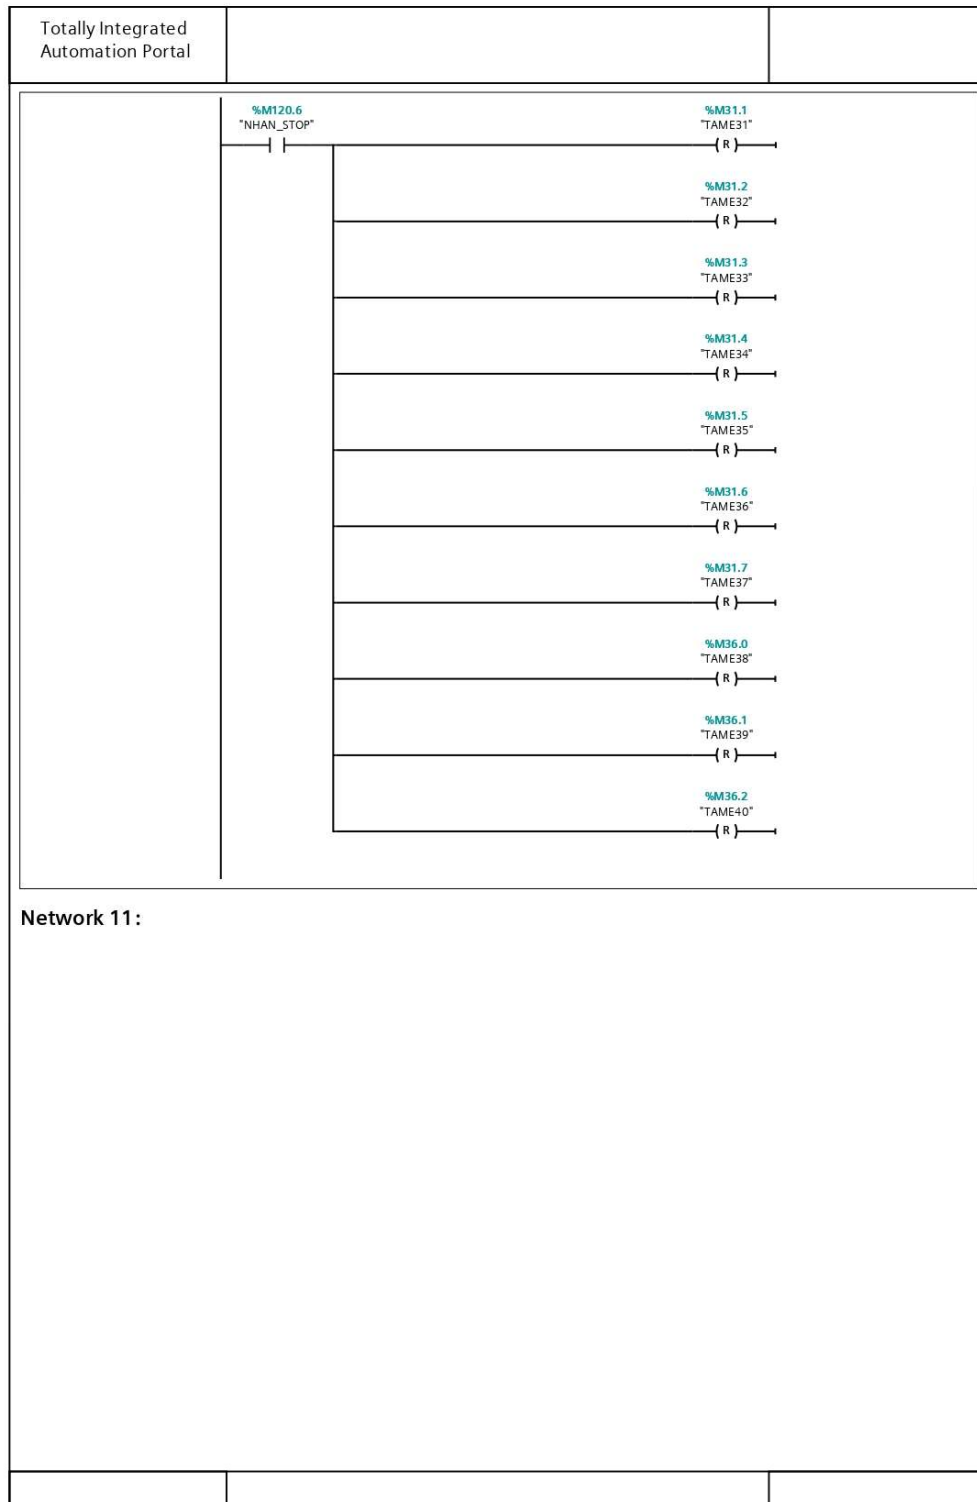 Totally Integrated
Automation Portal
%M120.6
"NHAN_STOP"
%M31.1
"TAME31"
R
%M31.2
"TAME32"
R
%M31.3
"TAME33"
R
%M31.4
"TAME34"
R
%M31.5
"TAME35"
R
%M31.6
"TAME36"
R
%M31.7
"TAME37"
R
%M36.0
"TAME38"
R
%M36.1
"TAME39"
R
%M36.2
"TAME40"
R
Network 11: